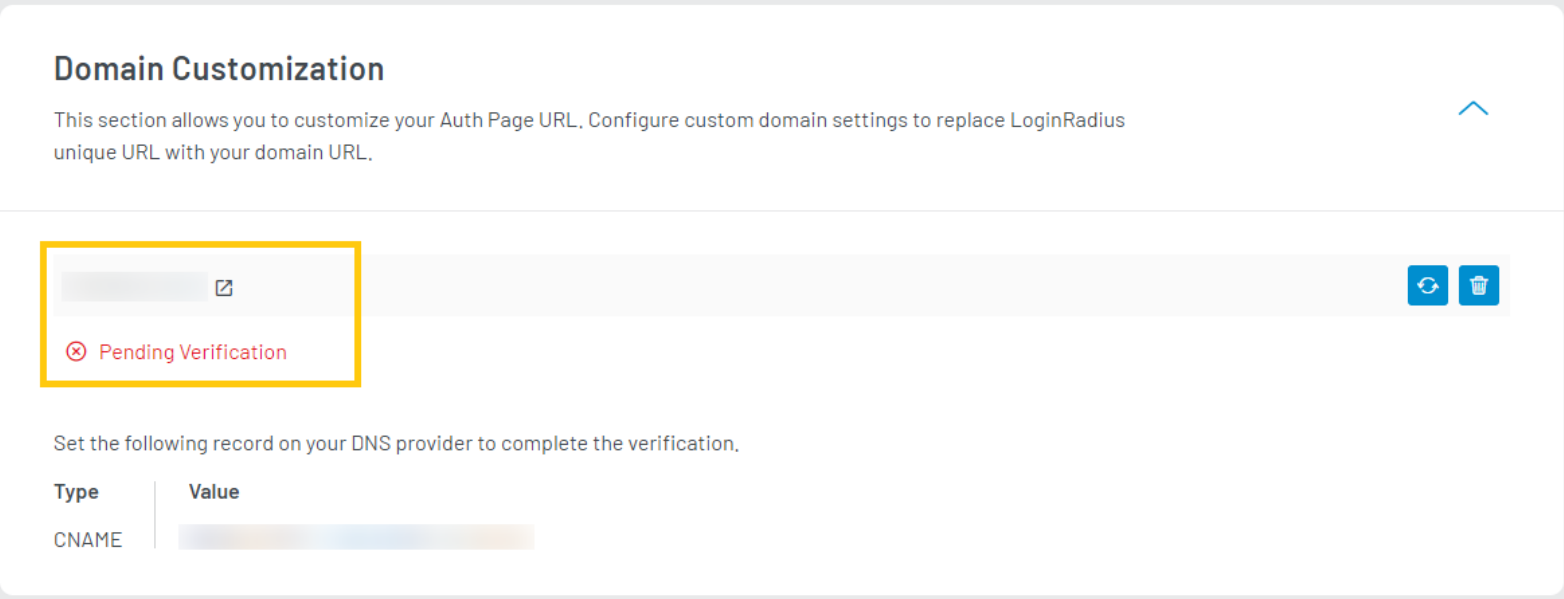 Domain Customization
This section allows you to customize your Auth Page URL. Configure custom domain settings to replace LoginRadius
unique URL with your domain URL.
Pending Verification
Set the following record on your DNS provider to complete the verification.
Type Value
CNAME